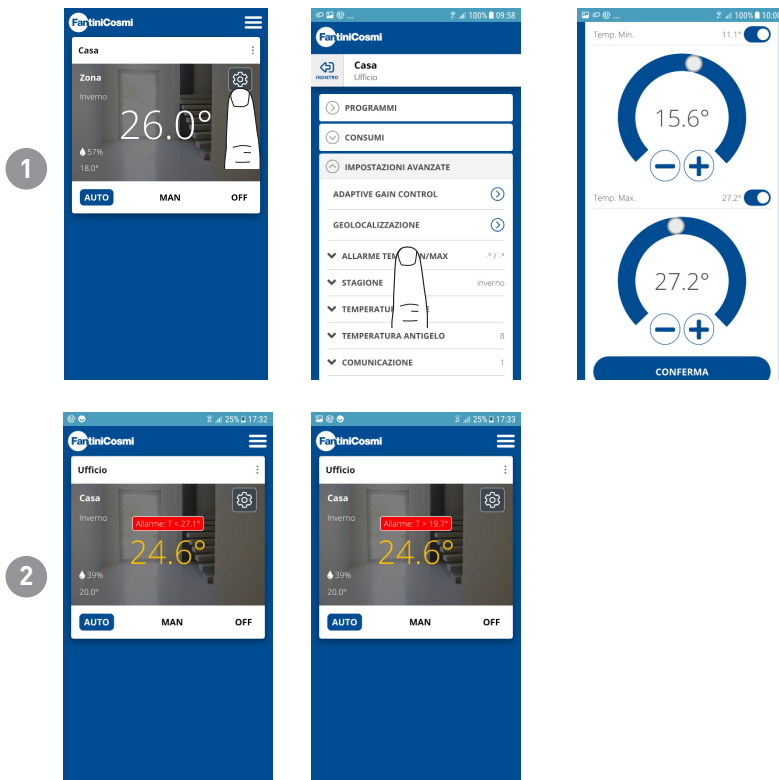 1
FantiniCosmi
Casa
Zona
Inverno
26.0°
57%
18.0°
AUTO MAN OFF
... 100% 09:58
FantiniCosmi
INDIETRO
Casa
Ufficio
PROGRAMMI
CONSUMI
IMPOSTAZIONI AVANZATE
ADAPTIVE GAIN CONTROL
GEOLOCALIZZAZIONE
ALLARME TEM N/MAX -° / -°
STAGIONE inverno
TEMPERATUR E
TEMPERATURA ANTIGELO 8
COMUNICAZIONE 1
... 100%
Temp. Min. 11.1°
15.6°
Temp. Max. 27.2°
27.2°
CONFERMA
2
25% 17:32
FantiniCosmi
Ufficio
Casa
Inverno
Allarme: T < 27.1°
24.6°
39%
20.0°
AUTO MAN OFF
25% 17:33
FantiniCosmi
Ufficio
Casa
Inverno
Allarme: T > 19.7°
24.6°
39%
20.0°
AUTO MAN OFF